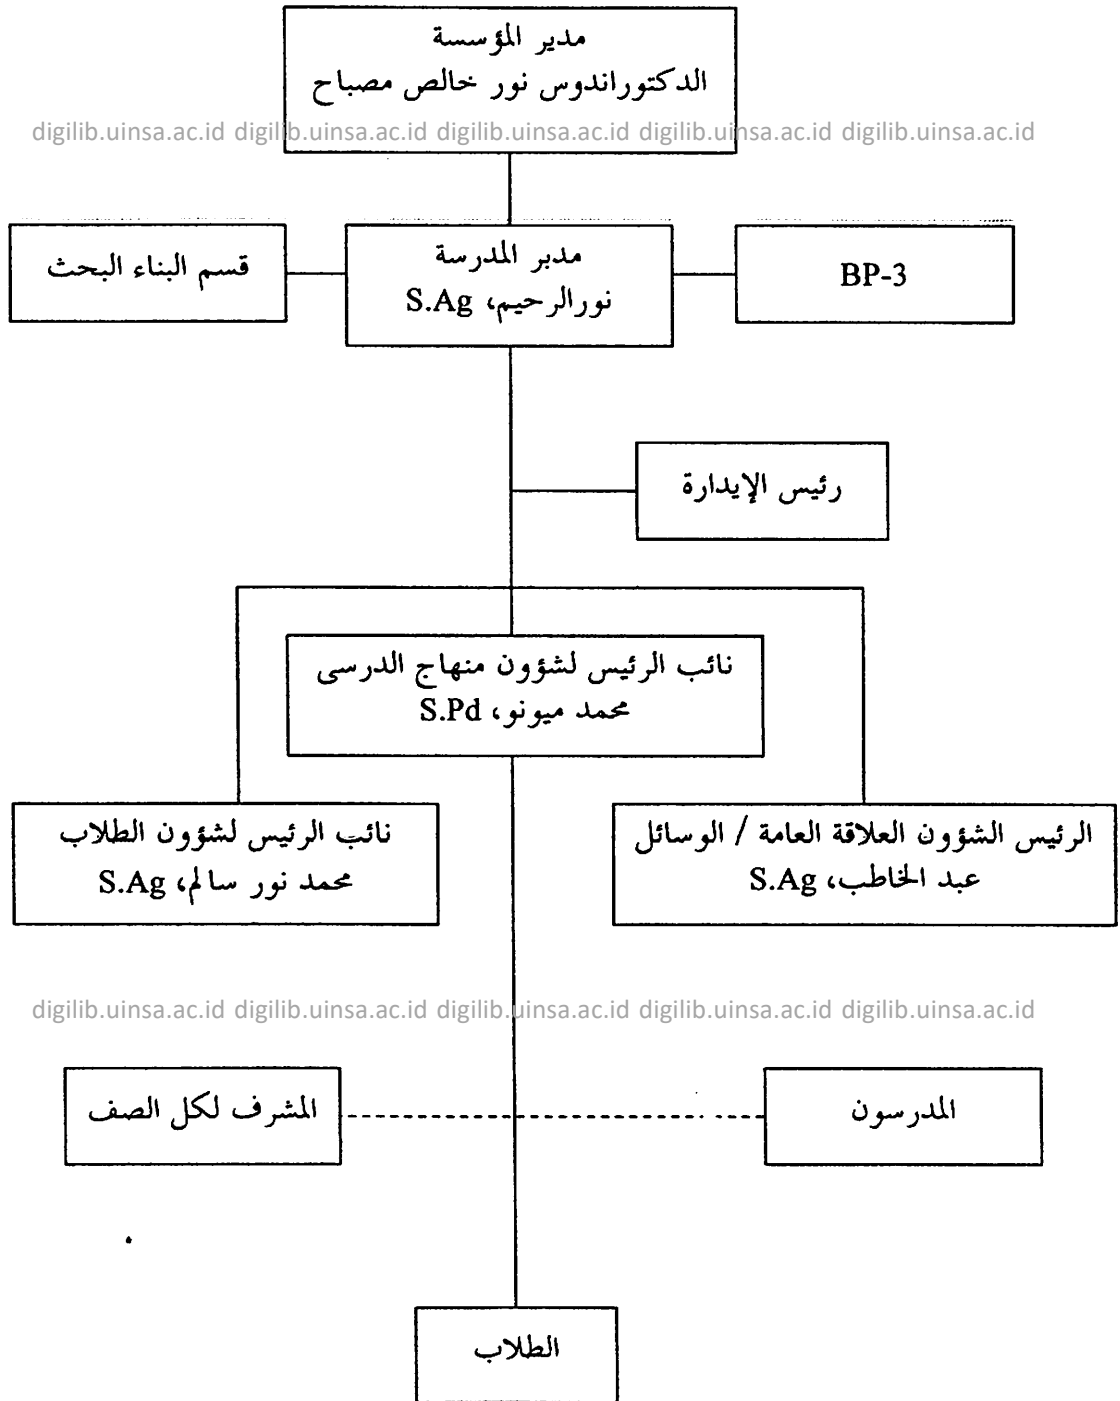 مدير المؤسسة
الدكتوراندوس نور خالص مصباح
digilib.uinsa.ac.id digilib.uinsa.ac.id digilib.uinsa.ac.id digilib.uinsa.ac.id digilib.uinsa.ac.id
قسم البناء البحث
مدبر المدرسة
نورالرحيم، S.Ag
BP-3
رئيس الإيدارة
نائب الرئيس لشؤون منهاج الدرسى
محمد ميونو، S.Pd
الرئيس الشؤون العلاقة العامة / الوسائل
عبد الخاطب، S.Ag
نائب الرئيس لشؤون الطلاب
محمد نور سالم، S.Ag
digilib.uinsa.ac.id digilib.uinsa.ac.id digilib.uinsa.ac.id digilib.uinsa.ac.id digilib.uinsa.ac.id
المدرسون
المشرف لكل الصف
الطلاب